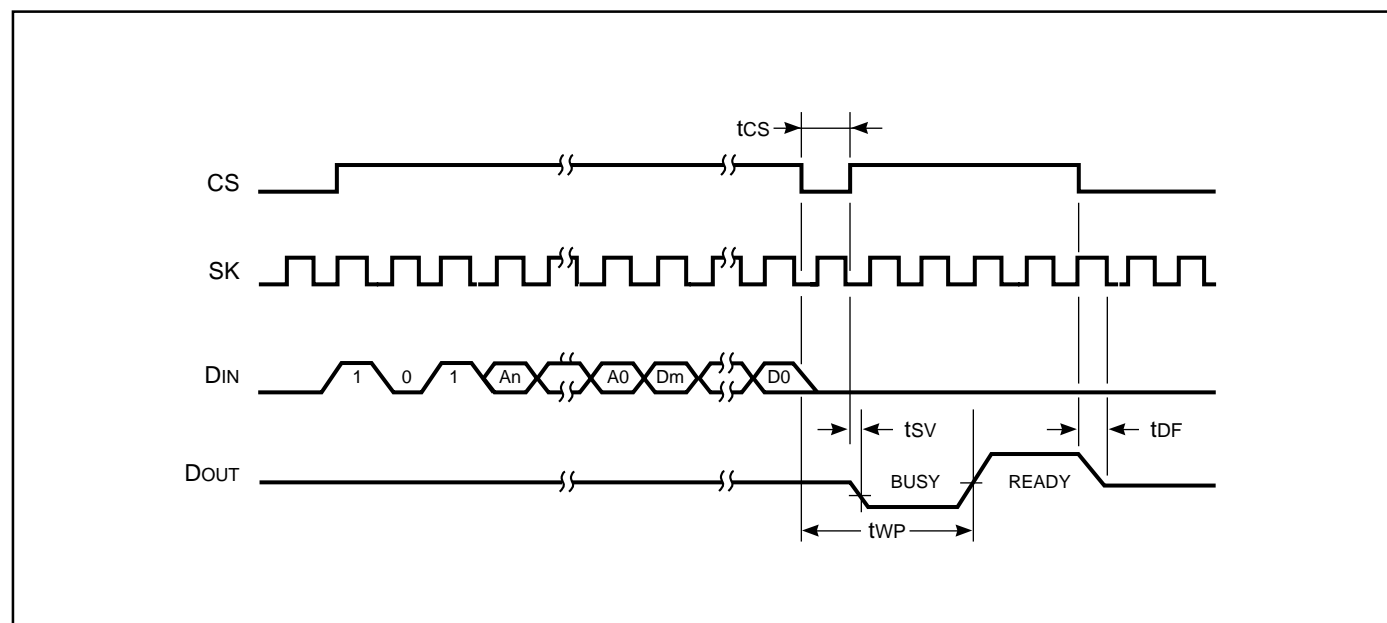 tCS
CS
SK
DIN 1 0 1 An A0 Dm D0
tSV tDF
DOUT BUSY READY
tWP